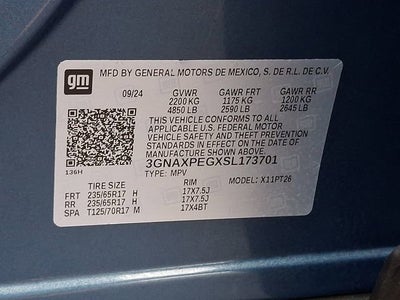 gm
MFD BY GENERAL MOTORS DE MEXICO, S. DE R.L. DE C.V.
09/24 GVWR GAWR FRT GAWR RR
2200 KG 1175 KG 1200 KG
4850 LB 2590 LB 2645 LB
THIS VEHICLE CONFORMS TO ALL
APPLICABLE U.S. FEDERAL MOTOR
VEHICLE SAFETY AND THEFT PREVENTION
STANDARDS IN EFFECT ON THE DATE OF
MANUFACTURE SHOWN ABOVE.
3GNAXPEGXSL173701
136H TYPE: MPV MODEL: X11PT26
TIRE SIZE RIM
FRT 235/65R17 H 17X7.5J
RR 235/65R17 H 17X7.5J
SPA T125/70R17 M 17X4BT